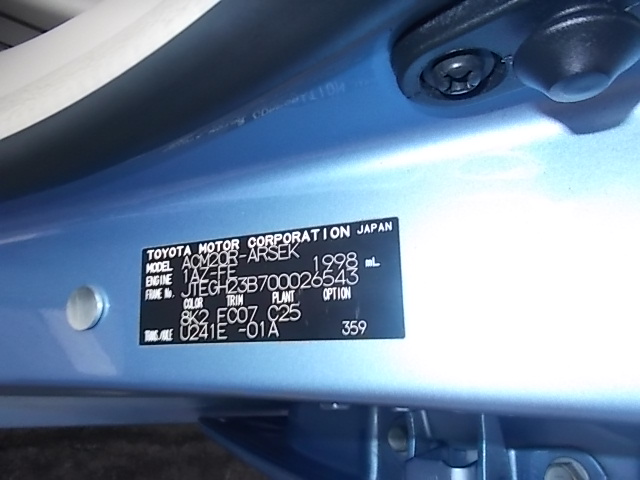 TOYOTA MOTOR CORPORATION JAPAN
MODEL ACM20R-ARSEK
ENGINE 1AZ-FE 1998 mL
FRAME No. JTEGH23B700026543
COLOR TRIM PLANT OPTION
8K2 FC07 C25
TRANS./AXLE U241E -01A 359